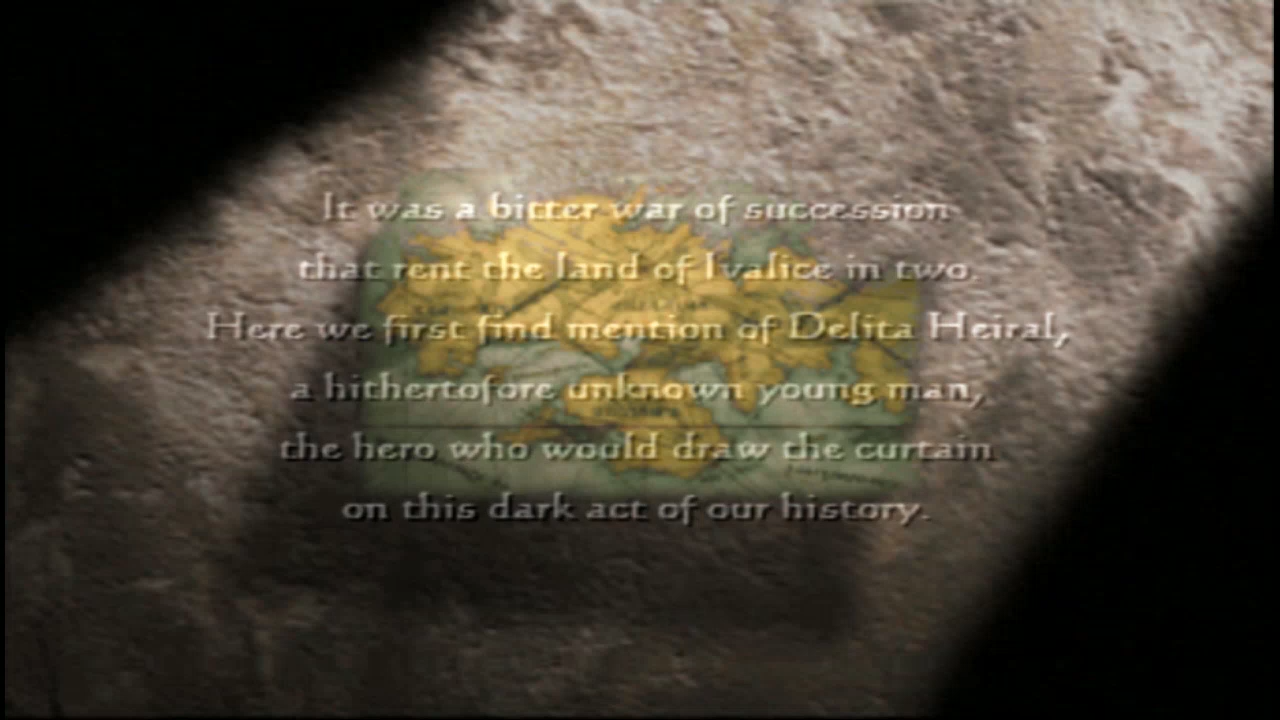 It was a bitter war of succession
that rent the land of Ivalice in two.
Here we first find mention of Delita Heiral,
a hithertofore unknown young man,
the hero who would draw the curtain
on this dark act of our history.